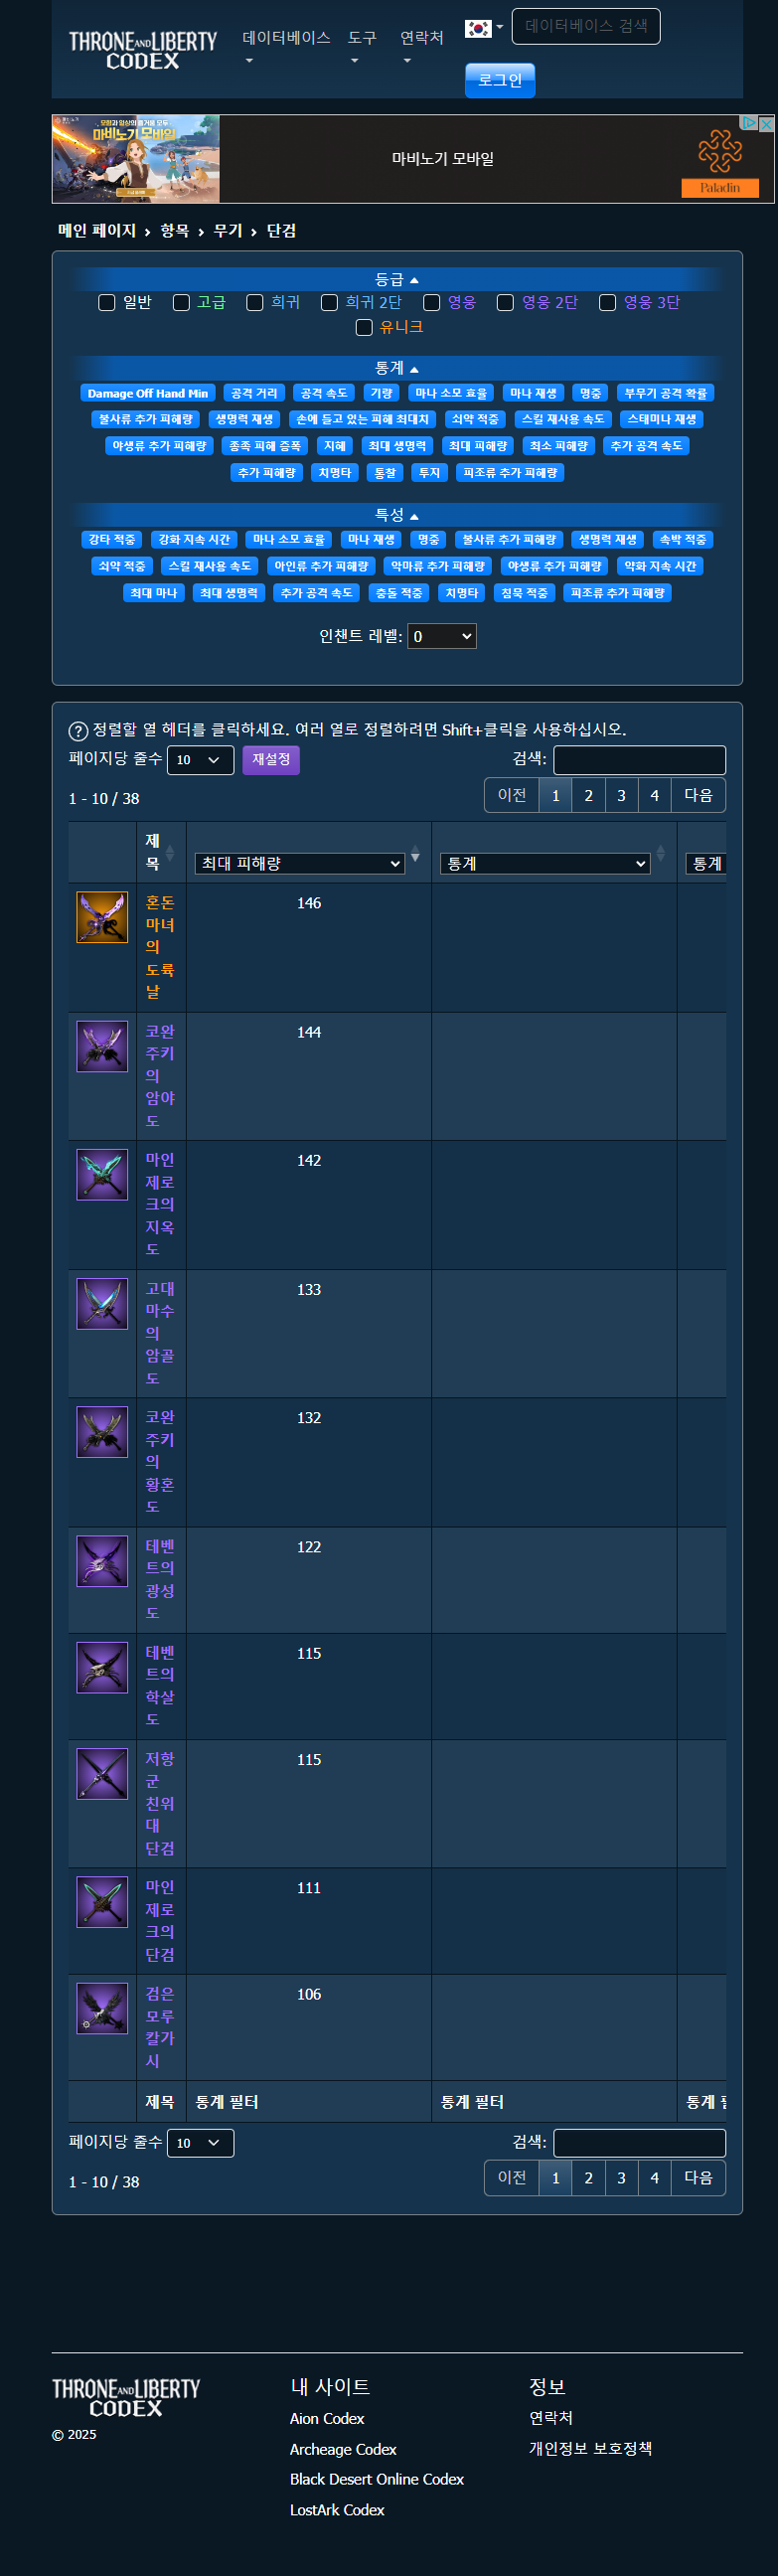 THRONE AND LIBERTY
CODEX
데이터베이스
도구
연락처
데이터베이스 검색
로그인
모험과 일상의 즐거움 모두
마비노기 모바일
마비노기 모바일
Paladin
메인 페이지 > 항목 > 무기 > 단검
등급
일반 고급 희귀 희귀 2단 영웅 영웅 2단 영웅 3단
유니크
통계
Damage Off Hand Min 공격 거리 공격 속도 기량 마나 소모 효율 마나 재생 명중 부무기 공격 확률
불사류 추가 피해량 생명력 재생 손에 들고 있는 피해 최대치 쇠약 적중 스킬 재사용 속도 스태미나 재생
야생류 추가 피해량 종족 피해 증폭 지혜 최대 생명력 최대 피해량 최소 피해량 추가 공격 속도
추가 피해량 치명타 통찰 투지 피조류 추가 피해량
특성
강타 적중 강화 지속 시간 마나 소모 효율 마나 재생 명중 불사류 추가 피해량 생명력 재생 속박 적중
쇠약 적중 스킬 재사용 속도 아인류 추가 피해량 악마류 추가 피해량 야생류 추가 피해량 약화 지속 시간
최대 마나 최대 생명력 추가 공격 속도 충돌 적중 치명타 침묵 적중 피조류 추가 피해량
인챈트 레벨: 0
? 정렬할 열 헤더를 클릭하세요. 여러 열로 정렬하려면 Shift+클릭을 사용하십시오.
페이지당 줄수 10 재설정 검색:
1 - 10 / 38
이전 1 2 3 4 다음
제
목
최대 피해량 통계 통계
혼돈 146
마녀
의
도륙
날
코완 144
주키
의
암야
도
마인 142
제로
크의
지옥
도
고대 133
마수
의
암골
도
코완 132
주키
의
황혼
도
테벤 122
트의
광성
도
테벤 115
트의
학살
도
저항 115
군
친위
대
단검
마인 111
제로
크의
단검
검은 106
모루
칼가
시
제목 통계 필터 통계 필터 통계
페이지당 줄수 10 검색:
1 - 10 / 38
이전 1 2 3 4 다음
THRONE AND LIBERTY
CODEX
© 2025
내 사이트
Aion Codex
Archeage Codex
Black Desert Online Codex
LostArk Codex
정보
연락처
개인정보 보호정책